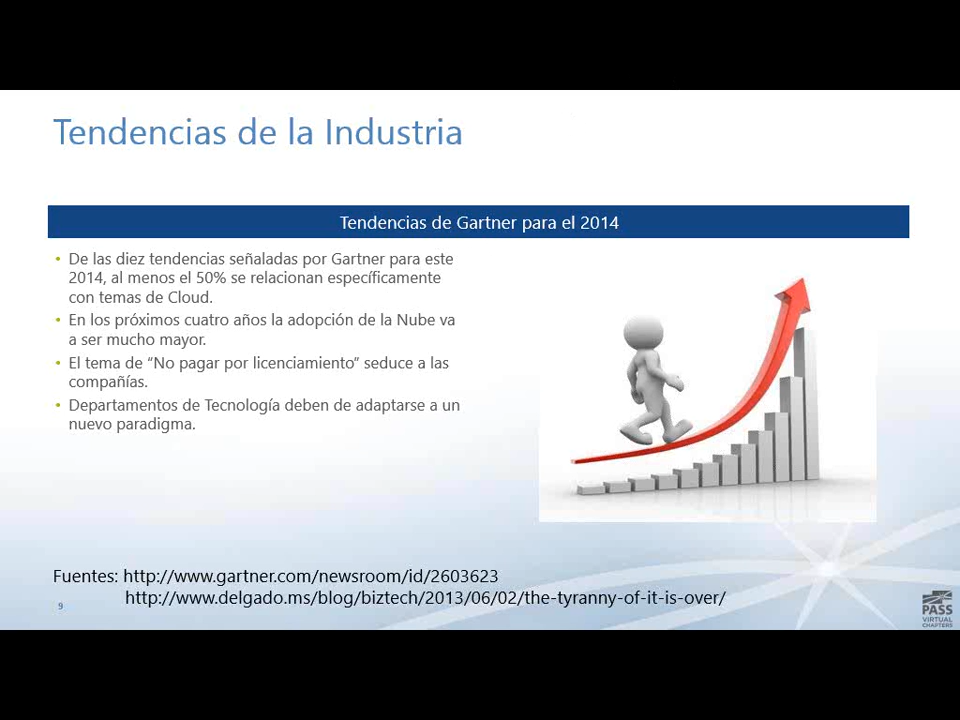 Tendencias de la Industria
Tendencias de Gartner para el 2014
• De las diez tendencias señaladas por Gartner para este
2014, al menos el 50% se relacionan específicamente
con temas de Cloud.
• En los próximos cuatro años la adopción de la Nube va
a ser mucho mayor.
• El tema de “No pagar por licenciamiento” seduce a las
compañías.
• Departamentos de Tecnología deben de adaptarse a un
nuevo paradigma.
Fuentes: http://www.gartner.com/newsroom/id/2603623
http://www.delgado.ms/blog/biztech/2013/06/02/the-tyranny-of-it-is-over/
9
PASS
VIRTUAL
CHAPTERS